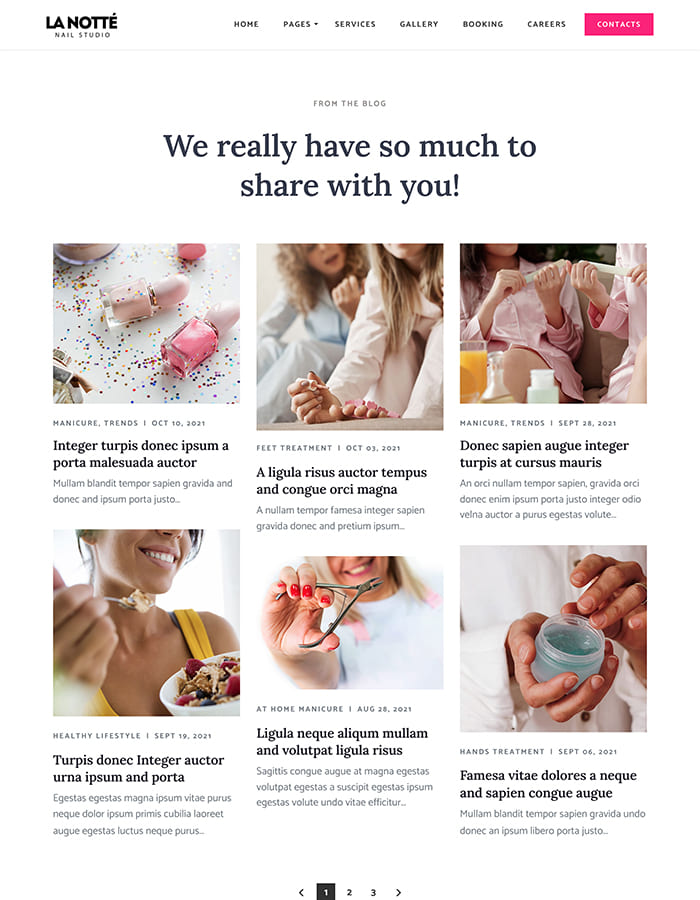 LA NOTTÉ
NAIL STUDIO
HOME
PAGES
SERVICES
GALLERY
BOOKING
CAREERS
CONTACTS
FROM THE BLOG
We really have so much to
share with you!
MANICURE, TRENDS | OCT 10, 2021
Integer turpis donec ipsum a
porta malesuada auctor
Mullam blandit tempor sapien gravida and
donec and ipsum porta justo...
FEET TREATMENT | OCT 03, 2021
A ligula risus auctor tempus
and congue orci magna
A nullam tempor famesa integer sapien
gravida donec and pretium ipsum...
MANICURE, TRENDS | SEPT 28, 2021
Donec sapien augue integer
turpis at cursus mauris
An orci nullam tempor sapien, gravida orci
donec enim ipsum porta justo integer odio
velna auctor a purus egestas volute...
HEALTHY LIFESTYLE | SEPT 19, 2021
Turpis donec Integer auctor
urna ipsum and porta
Egestas egestas magna ipsum vitae purus
neque dolor ipsum primis cubilia laoreet
augue egestas luctus neque purus...
AT HOME MANICURE | AUG 28, 2021
Ligula neque aliqum mullam
and volutpat ligula risus
Sagittis congue augue at magna egestas
volutpat egestas a suscipit egestas ipsum
egestas volute undo vitae efficitur...
HANDS TREATMENT | SEPT 06, 2021
Famesa vitae dolores a neque
and sapien congue augue
Mullam blandit tempor sapien gravida undo
donec an ipsum libero porta justo...
1 2 3